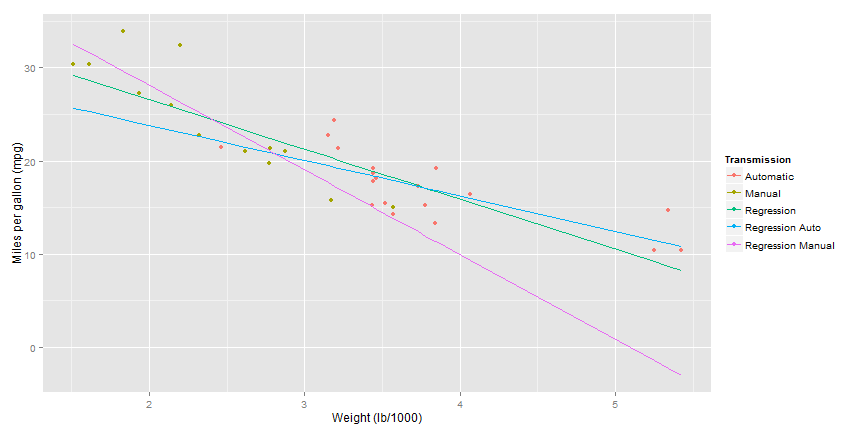 Miles per gallon (mpg)
30
20
10
0
2
3
4
5
Weight (lb/1000)
Transmission
Automatic
Manual
Regression
Regression Auto
Regression Manual